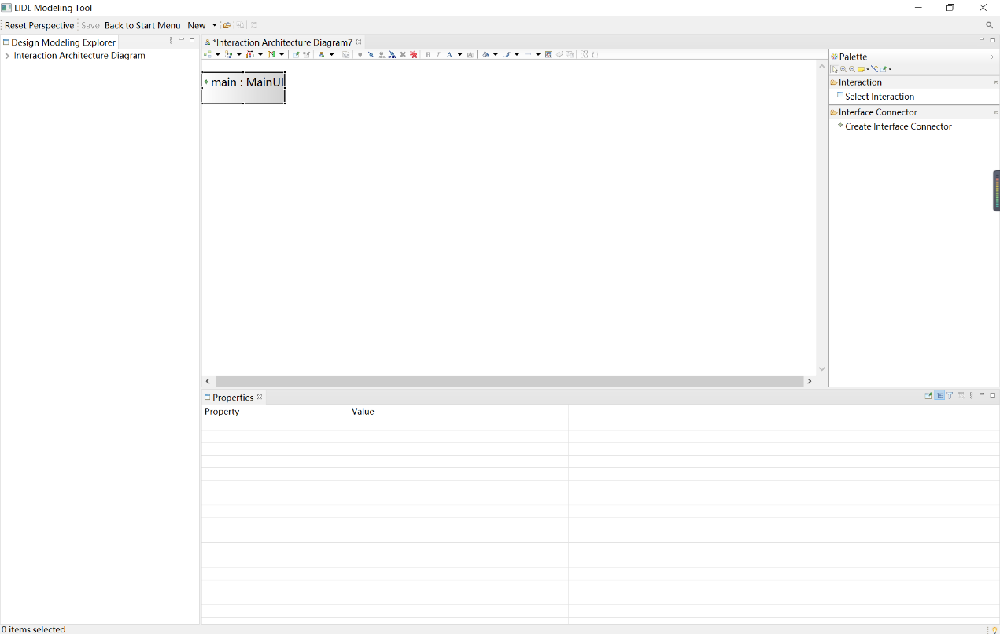 LIDL Modeling Tool
Reset Perspective Save Back to Start Menu New
Design Modeling Explorer
Interaction Architecture Diagram
*Interaction Architecture Diagram7
B I A
main : MainUI
Palette
Interaction
Select Interaction
Interface Connector
Create Interface Connector
Properties
Property Value
0 items selected